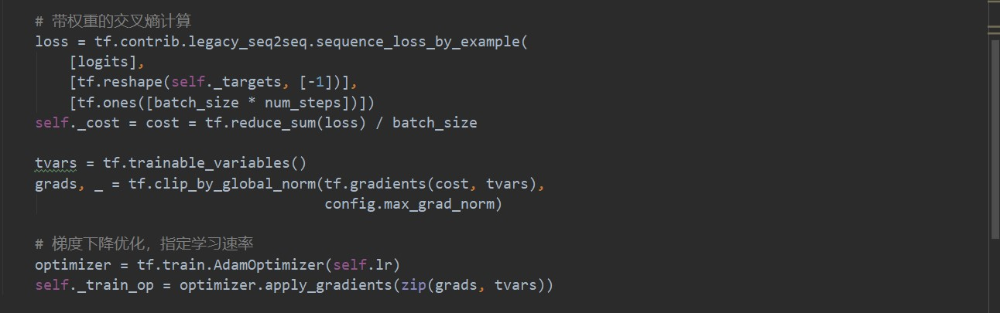 # 带权重的交叉熵计算
loss = tf.contrib.legacy_seq2seq.sequence_loss_by_example(
    [logits],
    [tf.reshape(self._targets, [-1])],
    [tf.ones([batch_size * num_steps])])
self._cost = cost = tf.reduce_sum(loss) / batch_size

tvars = tf.trainable_variables()
grads, _ = tf.clip_by_global_norm(tf.gradients(cost, tvars),
                                  config.max_grad_norm)

# 梯度下降优化，指定学习速率
optimizer = tf.train.AdamOptimizer(self.lr)
self._train_op = optimizer.apply_gradients(zip(grads, tvars))